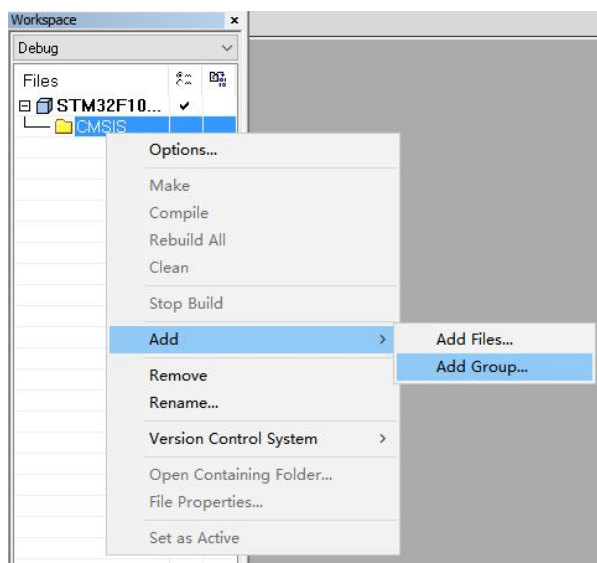 Workspace
Debug
Files
STM32F10...
CMSIS
Options...
Make
Compile
Rebuild All
Clean
Stop Build
Add
Add Files...
Add Group...
Remove
Rename...
Version Control System
Open Containing Folder...
File Properties...
Set as Active